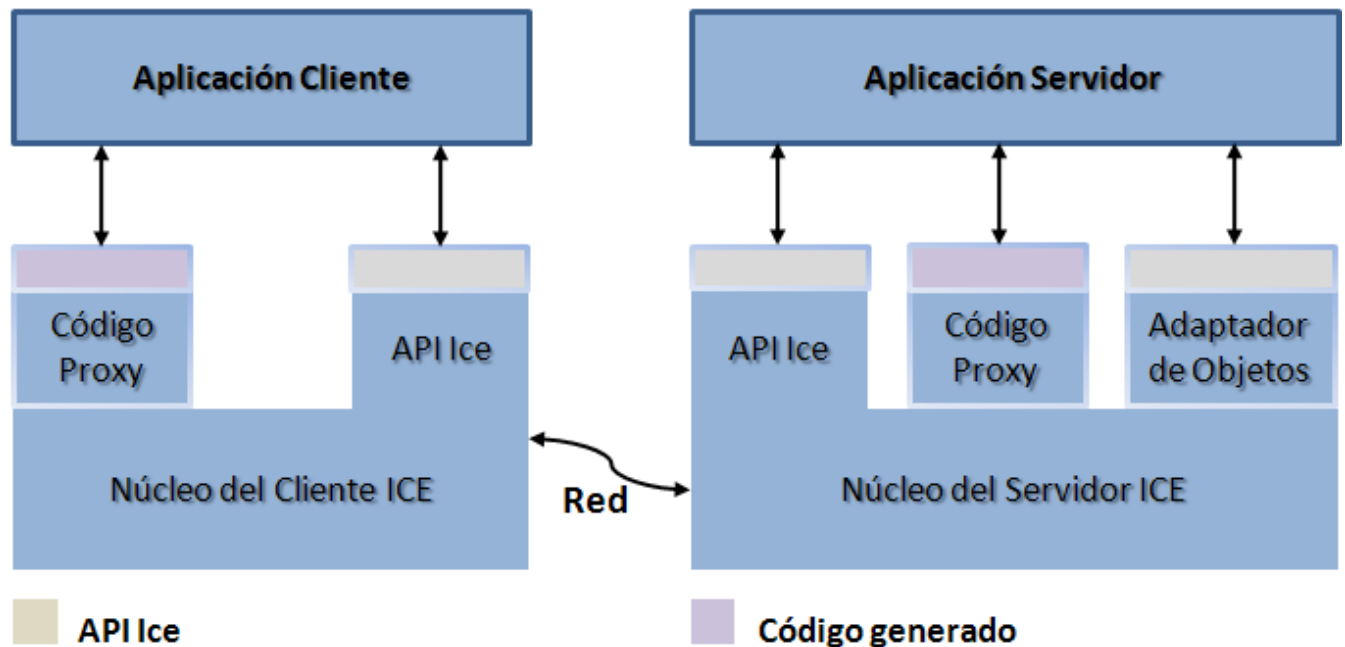 Aplicación Cliente
Aplicación Servidor
Código
Proxy
API Ice
API Ice
Código
Proxy
Adaptador
de Objetos
Núcleo del Cliente ICE
Red
Núcleo del Servidor ICE
API Ice
Código generado